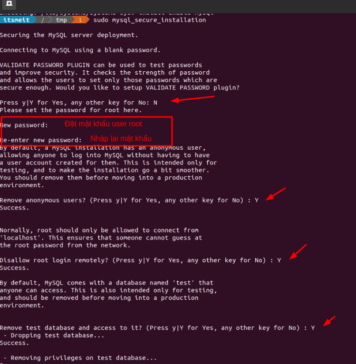 itsmeit / / tmp sudo mysql_secure_installation
Securing the MySQL server deployment.
Connecting to MySQL using a blank password.
VALIDATE PASSWORD PLUGIN can be used to test passwords
and improve security. It checks the strength of password
and allows the users to set only those passwords which are
secure enough. Would you like to setup VALIDATE PASSWORD plugin?
Press y|Y for Yes, any other key for No: N
Please set the password for root here.
New password: Đặt mật khẩu user root
Re-enter new password: Nhập lại mật khẩu
By default, a MySQL installation has an anonymous user,
allowing anyone to log into MySQL without having to have
a user account created for them. This is intended only for
testing, and to make the installation go a bit smoother.
You should remove them before moving into a production
environment.
Remove anonymous users? (Press y|Y for Yes, any other key for No) : Y
Success.
Normally, root should only be allowed to connect from
'localhost'. This ensures that someone cannot guess at
the root password from the network.
Disallow root login remotely? (Press y|Y for Yes, any other key for No) : Y
Success.
By default, MySQL comes with a database named 'test' that
anyone can access. This is also intended only for testing,
and should be removed before moving into a production
environment.
Remove test database and access to it? (Press y|Y for Yes, any other key for No) : Y
- Dropping test database...
Success.
- Removing privileges on test database...